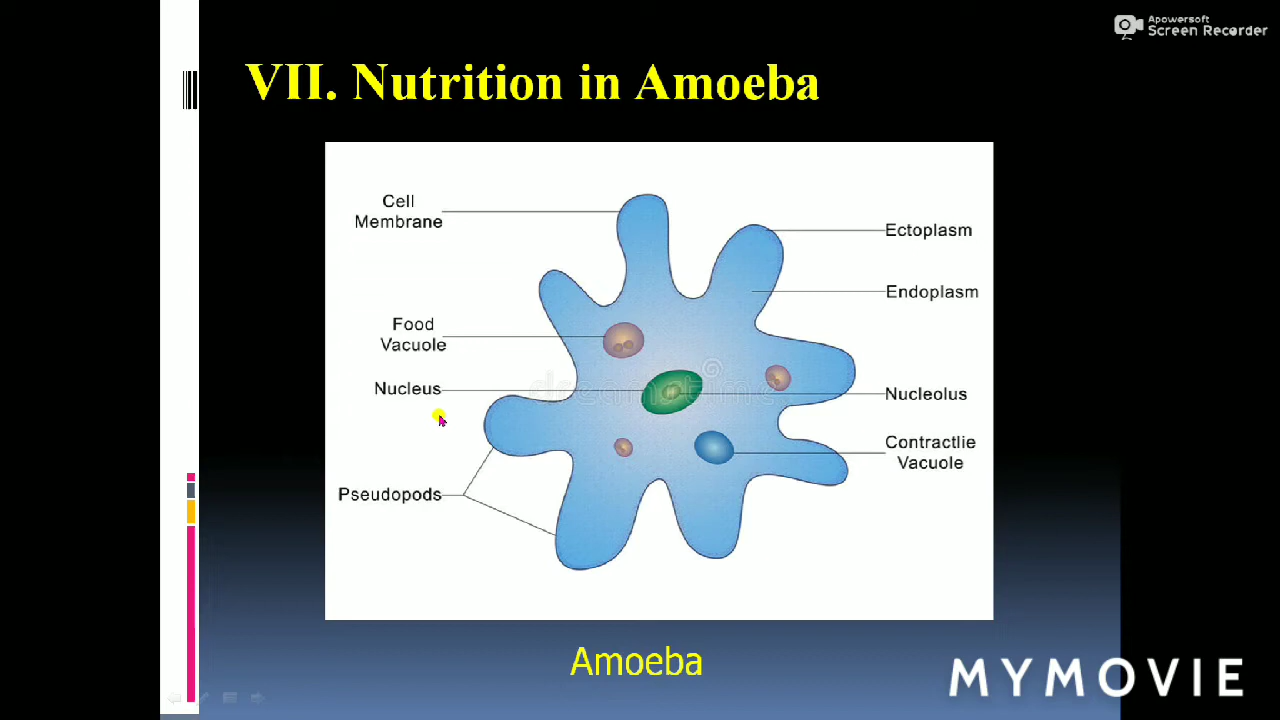 Apowersoft
Screen Recorder
VII. Nutrition in Amoeba
Cell
Membrane
Ectoplasm
Endoplasm
Food
Vacuole
Nucleus
dreamstime
Nucleolus
Contractlie
Vacuole
Pseudopods
Amoeba
MYMOVIE